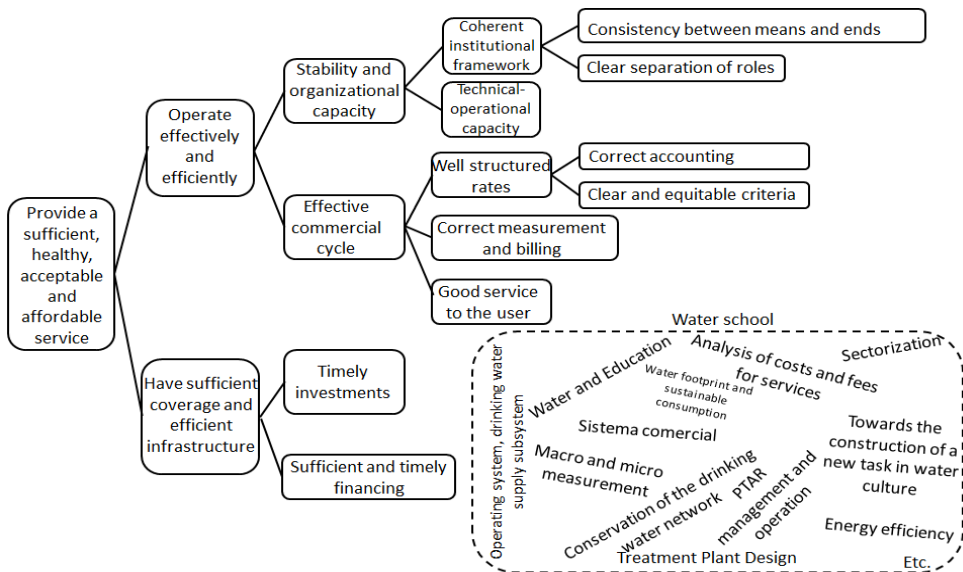 Provide a
sufficient,
healthy,
acceptable
and
affordable
service
Operate
effectively
and
efficiently
Have sufficient
coverage and
efficient
infrastructure
Stability and
organizational
capacity
Effective
commercial
cycle
Timely
investments
Sufficient and timely
financing
Coherent
institutional
framework
Technical-
operational
capacity
Well structured
rates
Correct measurement
and billing
Good service
to the user
Consistency between means and ends
Clear separation of roles
Correct accounting
Clear and equitable criteria
Water school
Operating system, drinking water
supply subsystem
Water and Education
Water footprint and
sustainable
consumption
Analysis of costs and fees
for services
Sectorization
Sistema comercial
Macro and micro
measurement
Conservation of the drinking
water network
PTAR
management and
operation
Towards the
construction of a
new task in water
culture
Energy efficiency
Treatment Plant Design
Etc.